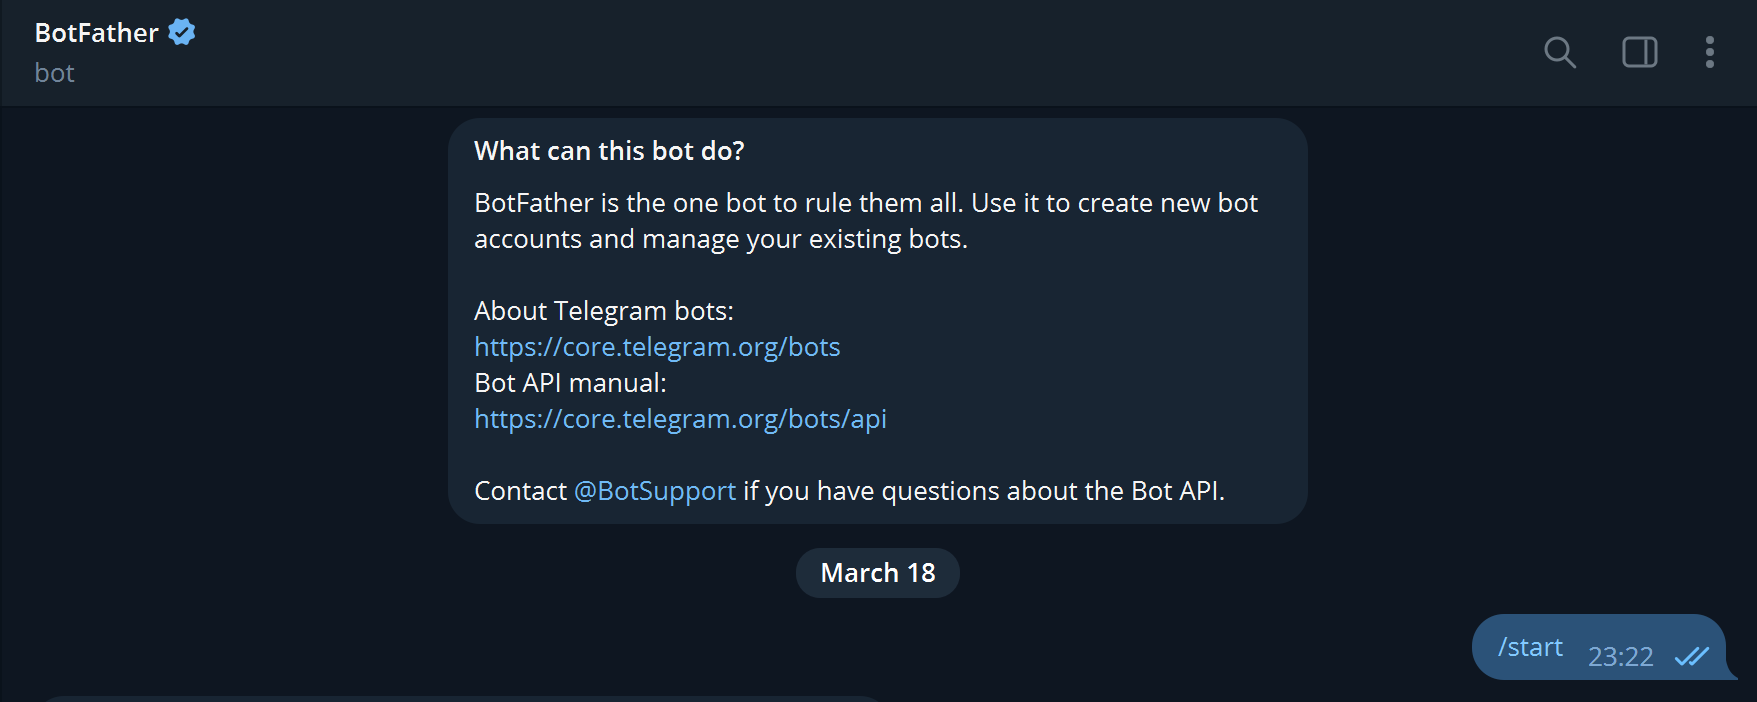 BotFather
bot
What can this bot do?
BotFather is the one bot to rule them all. Use it to create new bot
accounts and manage your existing bots.
About Telegram bots:
https://core.telegram.org/bots
Bot API manual:
https://core.telegram.org/bots/api
Contact @BotSupport if you have questions about the Bot API.
March 18
/start 23:22